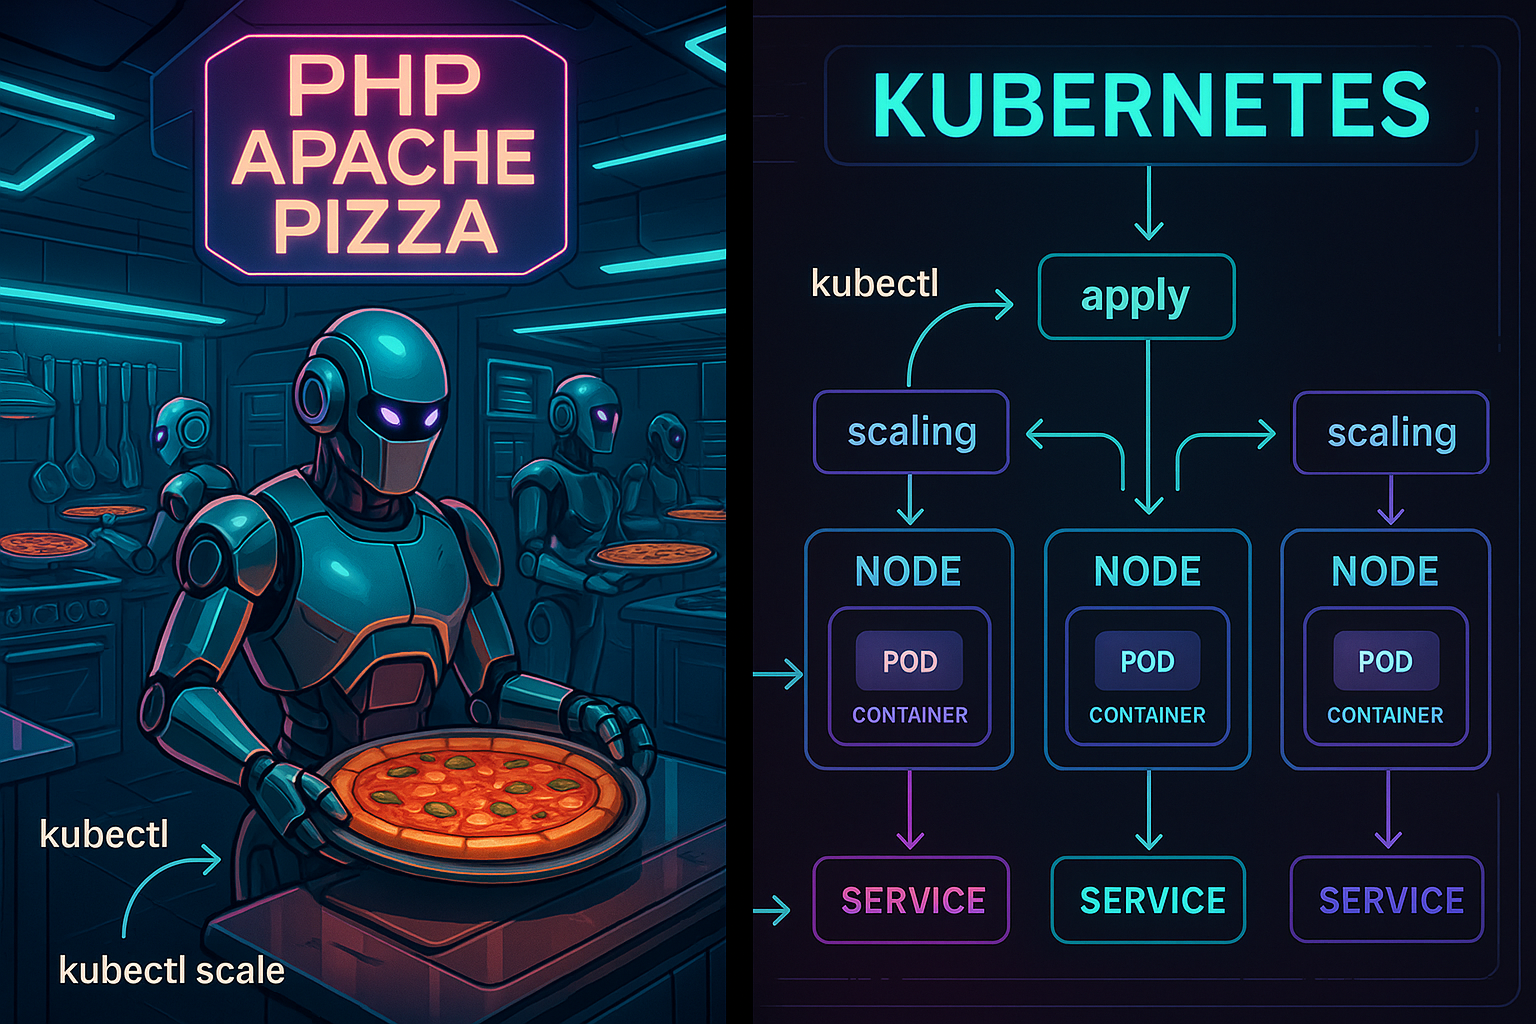 PHP
APACHE
PIZZA
kubectl
kubectl scale
KUBERNETES
kubectl
apply
scaling
scaling
NODE
NODE
NODE
POD
POD
POD
CONTAINER
CONTAINER
CONTAINER
SERVICE
SERVICE
SERVICE